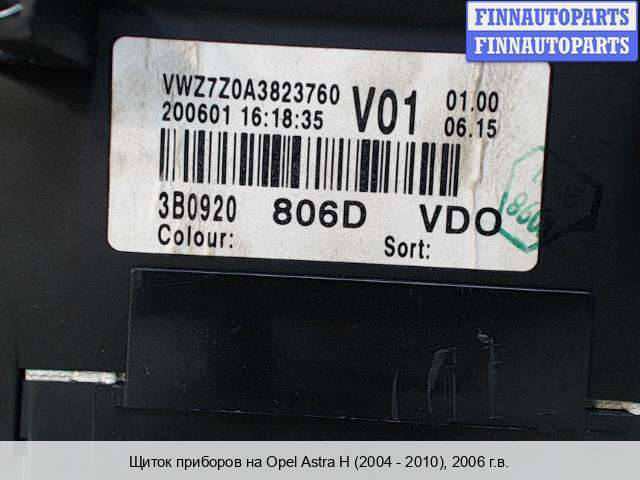 FINNAUTOPARTS
FINNAUTOPARTS
VWZ7Z0A3823760 V01 01.00
200601 16:18:35 06.15
3B0920 806D VDO
Colour: Sort:
Щиток приборов на Opel Astra H (2004 - 2010), 2006 г.в.